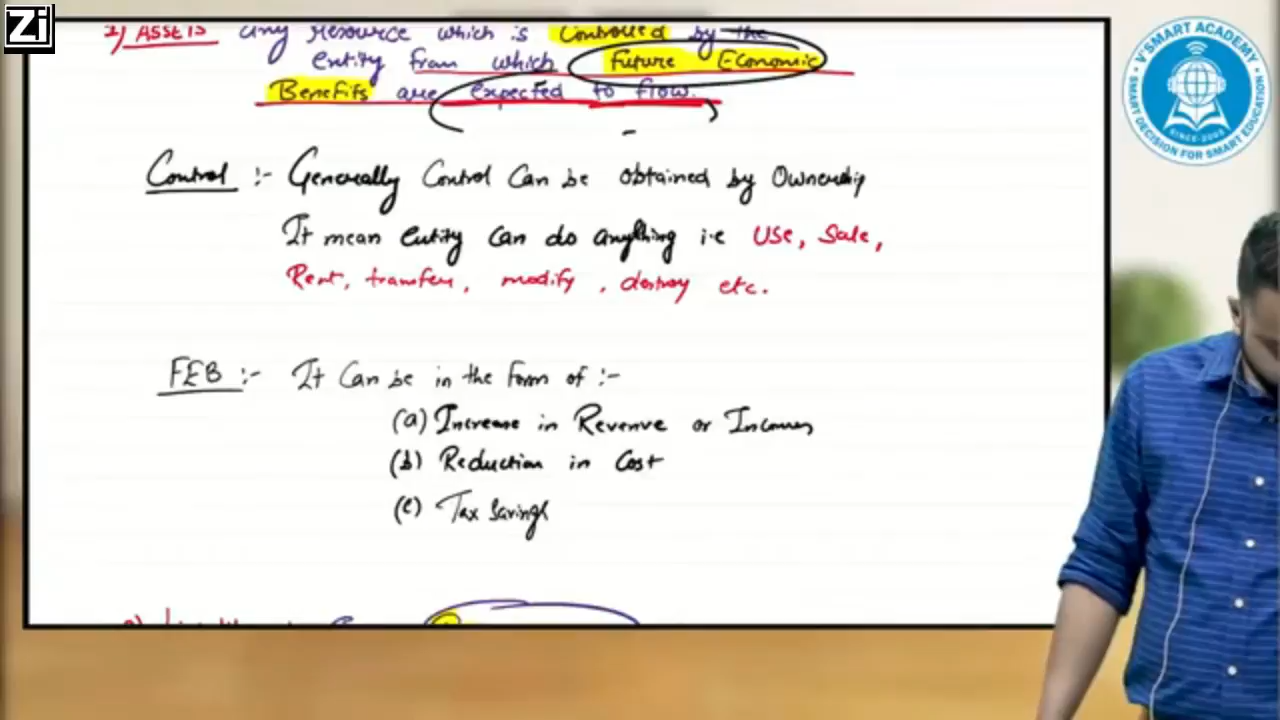 Zi
1) ASSETS any resource which is Controlled by the
entity from which Future Economic
Benefits are expected to flow.
Control :- Generally Control Can be obtained by Ownership
It mean entity Can do anything i.e Use, Sale,
Rent, transfer, modify, destroy etc.
FEB :- It Can be in the form of :-
(a) Increase in Revenue or Incomes
(b) Reduction in Cost
(c) Tax Savings
V'SMART ACADEMY
SMART DECISION FOR SMART EDUCATION
SINCE-2005